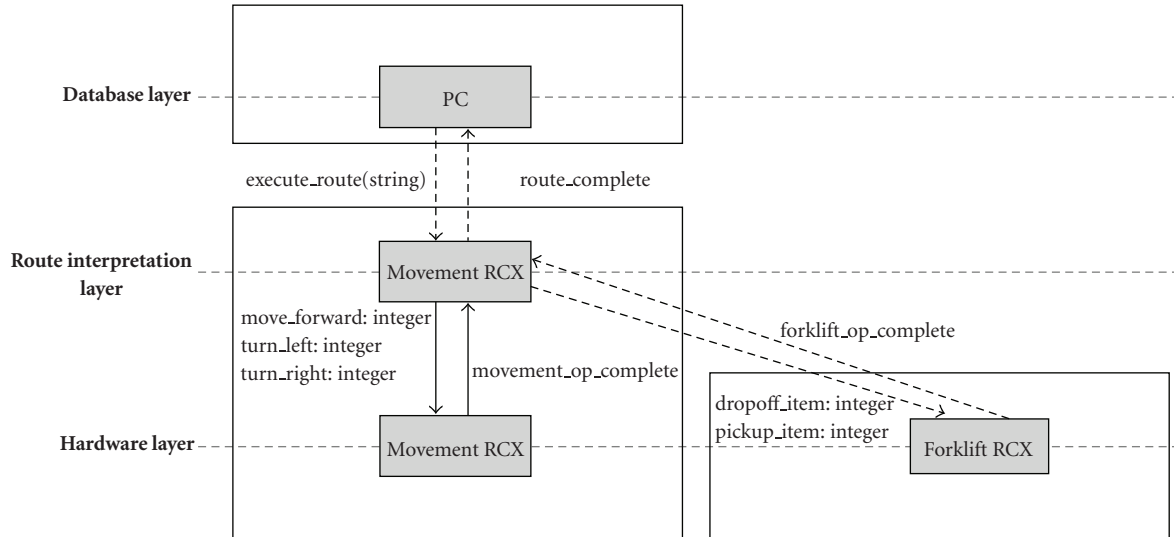 PC
Database layer
execute_route(string)
route_complete
Movement RCX
Route interpretation
layer
move_forward: integer
turn_left: integer
turn_right: integer
movement_op_complete
forklift_op_complete
dropoff_item: integer
pickup_item: integer
Hardware layer
Movement RCX
Forklift RCX